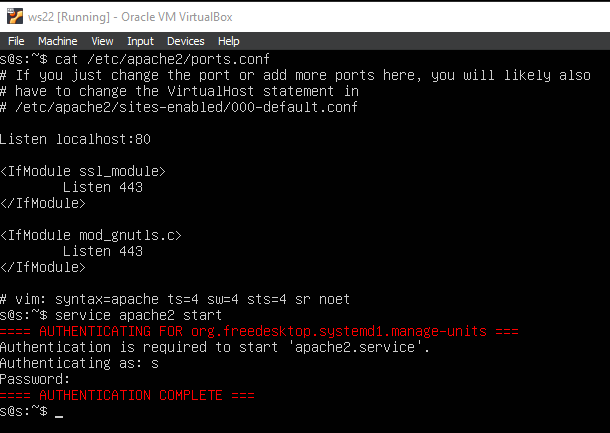 ws22 [Running] - Oracle VM VirtualBox
File Machine View Input Devices Help
s@s:~$ cat /etc/apache2/ports.conf
# If you just change the port or add more ports here, you will likely also
# have to change the VirtualHost statement in
# /etc/apache2/sites-enabled/000-default.conf
Listen localhost:80
<IfModule ssl_module>
        Listen 443
</IfModule>
<IfModule mod_gnutls.c>
        Listen 443
</IfModule>
# vim: syntax=apache ts=4 sw=4 sts=4 sr noet
s@s:~$ service apache2 start
==== AUTHENTICATING FOR org.freedesktop.systemd1.manage-units ===
Authentication is required to start 'apache2.service'.
Authenticating as: s
Password:
==== AUTHENTICATION COMPLETE ===
s@s:~$ _